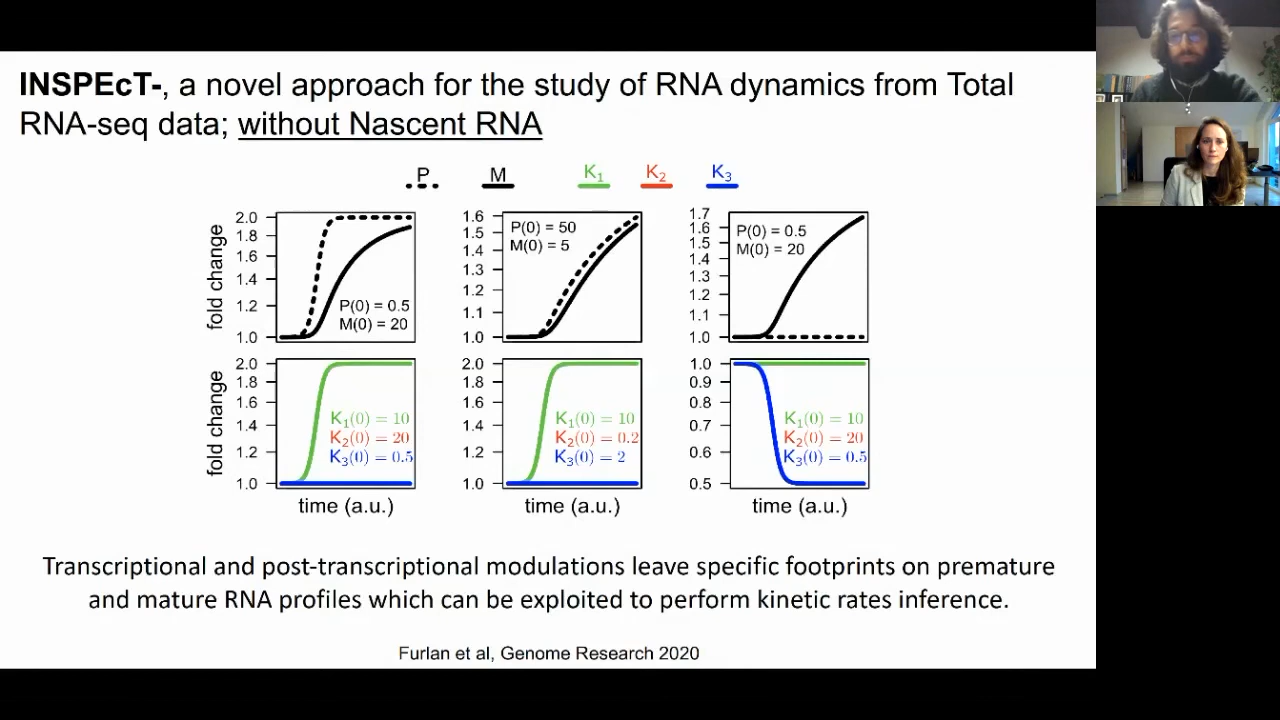 INSPEcT-, a novel approach for the study of RNA dynamics from Total
RNA-seq data; without Nascent RNA
P M K₁ K₂ K₃
fold change
2.0
1.8
1.6
1.4
1.2
1.0
P(0) = 0.5
M(0) = 20
1.6
1.5
1.4
1.3
1.2
1.1
1.0
P(0) = 50
M(0) = 5
1.7
1.6
1.5
1.4
1.3
1.2
1.1
1.0
P(0) = 0.5
M(0) = 20
fold change
2.0
1.8
1.6
1.4
1.2
1.0
K₁(0) = 10
K₂(0) = 20
K₃(0) = 0.5
time (a.u.)
2.0
1.8
1.6
1.4
1.2
1.0
K₁(0) = 10
K₂(0) = 0.2
K₃(0) = 2
time (a.u.)
1.0
0.9
0.8
0.7
0.6
0.5
K₁(0) = 10
K₂(0) = 20
K₃(0) = 0.5
time (a.u.)
Transcriptional and post-transcriptional modulations leave specific footprints on premature
and mature RNA profiles which can be exploited to perform kinetic rates inference.
Furlan et al, Genome Research 2020